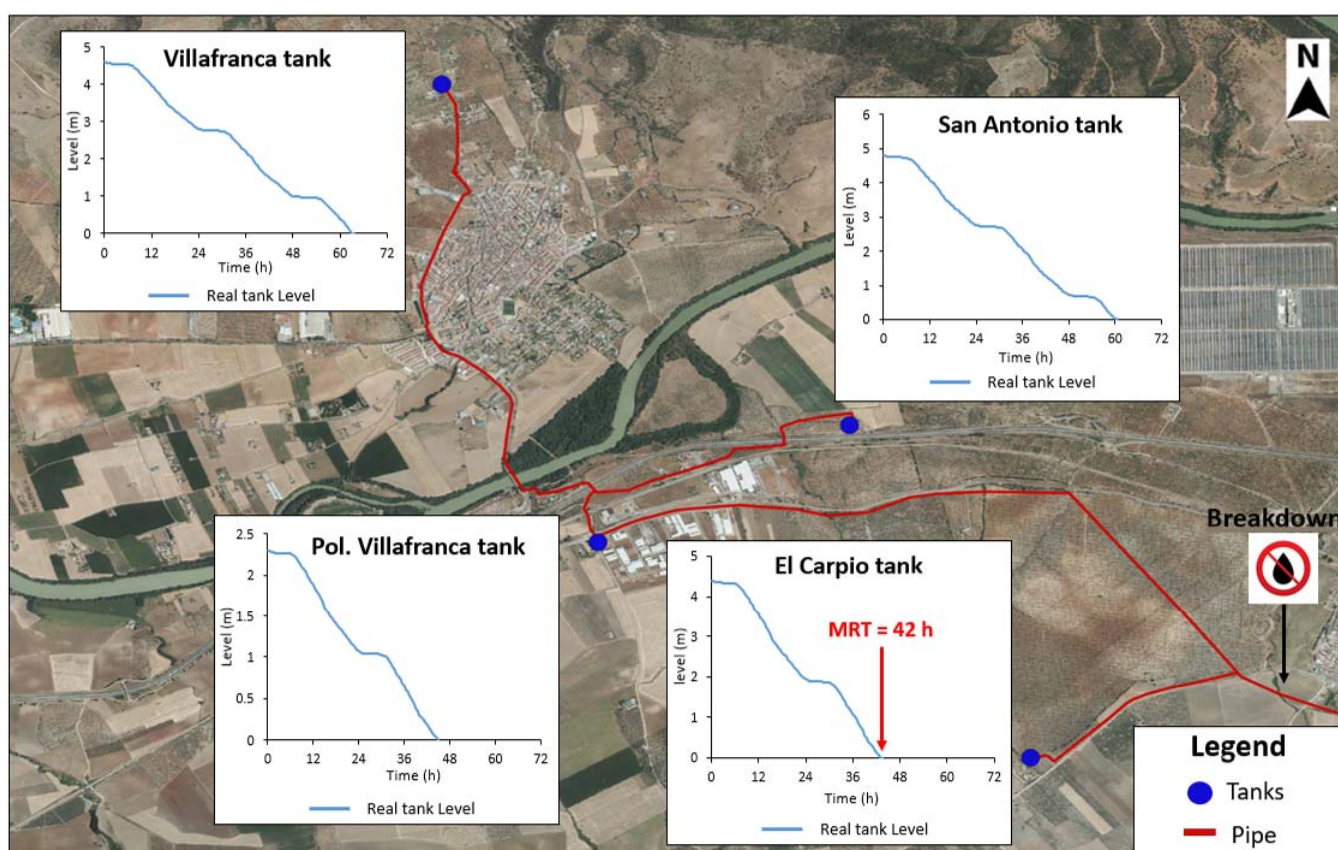 Villafranca tank
5
4
3
2
1
0
Level (m)
0 12 24 36 48 60 72
Time (h)
Real tank Level
San Antonio tank
6
5
4
3
2
1
0
Level (m)
0 12 24 36 48 60 72
Time (h)
Real tank Level
N
Pol. Villafranca tank
2.5
2
1.5
1
0.5
0
Level (m)
0 12 24 36 48 60 72
Time (h)
Real tank Level
El Carpio tank
5
4
3
2
1
0
level (m)
MRT = 42 h
0 12 24 36 48 60 72
Time (h)
Real tank Level
Breakdown
Legend
Tanks
Pipe